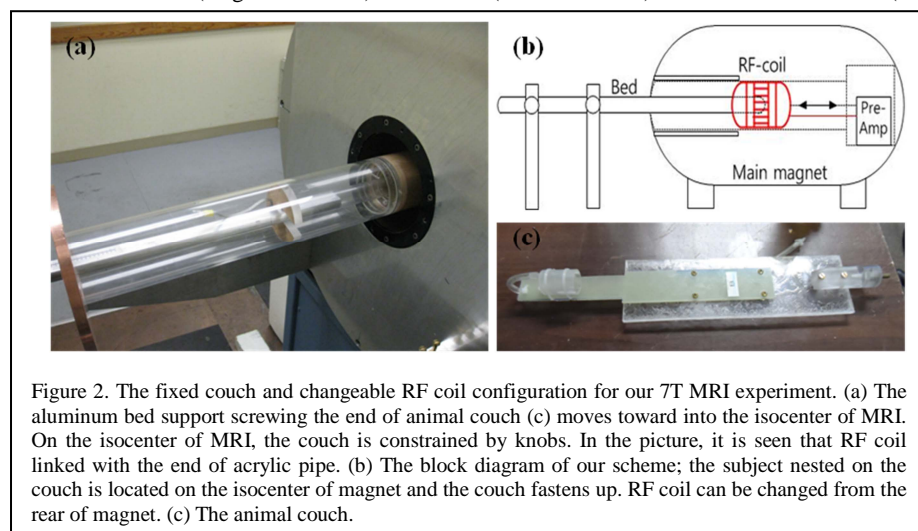 (a)
(b)
RF-coil
Bed
Pre-
Amp
Main magnet
(c)
Figure 2. The fixed couch and changeable RF coil configuration for our 7T MRI experiment. (a) The
aluminum bed support screwing the end of animal couch (c) moves toward into the isocenter of MRI.
On the isocenter of MRI, the couch is constrained by knobs. In the picture, it is seen that RF coil
linked with the end of acrylic pipe. (b) The block diagram of our scheme; the subject nested on the
couch is located on the isocenter of magnet and the couch fastens up. RF coil can be changed from the
rear of magnet. (c) The animal couch.